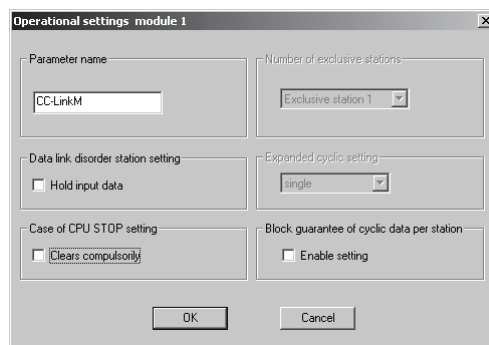 Operational settings module 1
Parameter name
CC-LinkM
Number of exclusive stations
Exclusive station 1
Data link disorder station setting
Hold input data
Expanded cyclic setting
single
Case of CPU STOP setting
Clears compulsorily
Block guarantee of cyclic data per station
Enable setting
OK
Cancel